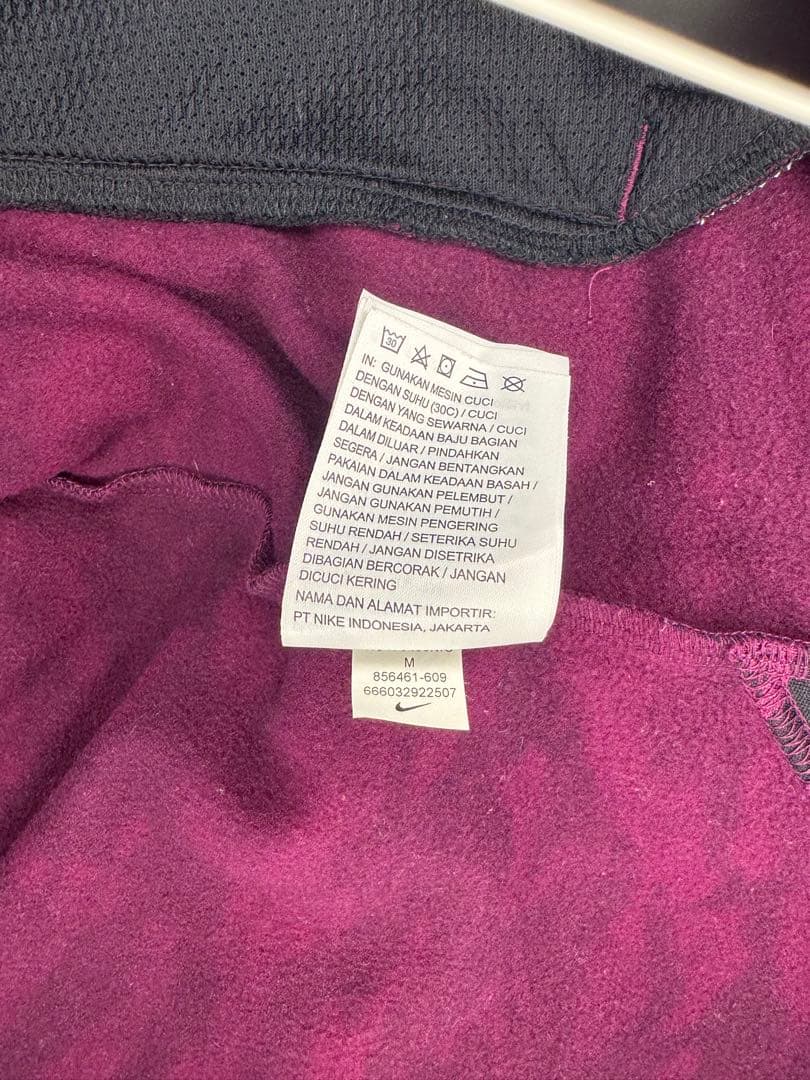 30
IN: GUNAKAN MESIN CUCI
DENGAN SUHU (30C) / CUCI
DENGAN YANG SEWARNA / CUCI
DALAM KEADAAN BAJU BAGIAN
DALAM DILUAR / PINDAHKAN
SEGERA / JANGAN BENTANGKAN
PAKAIAN DALAM KEADAAN BASAH /
JANGAN GUNAKAN PELEMBUT /
JANGAN GUNAKAN PEMUTIH /
GUNAKAN MESIN PENGERING
SUHU RENDAH / SETERIKA SUHU
RENDAH / JANGAN DISETRIKA
DIBAGIAN BERCORAK / JANGAN
DICUCI KERING
NAMA DAN ALAMAT IMPORTIR:
PT NIKE INDONESIA, JAKARTA
M
856461-609
666032922507